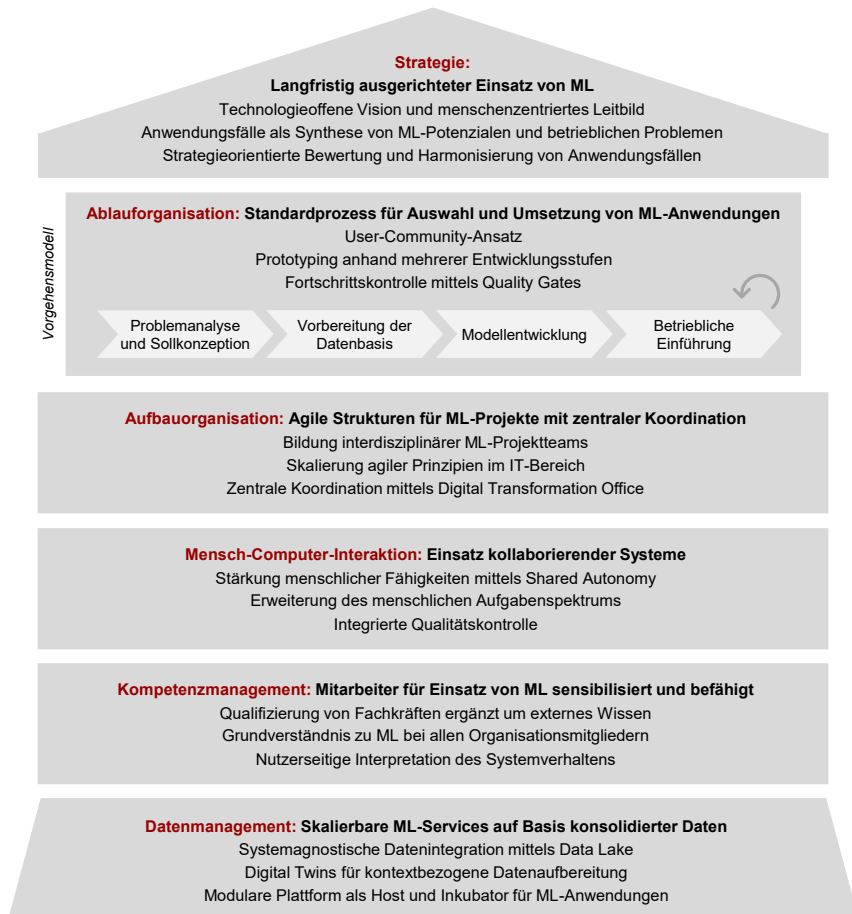 Strategie:
Langfristig ausgerichteter Einsatz von ML
Technologieoffene Vision und menschenzentriertes Leitbild
Anwendungsfälle als Synthese von ML-Potenzialen und betrieblichen Problemen
Strategieorientierte Bewertung und Harmonisierung von Anwendungsfällen
Vorgehensmodell
Ablauforganisation: Standardprozess für Auswahl und Umsetzung von ML-Anwendungen
User-Community-Ansatz
Prototyping anhand mehrerer Entwicklungsstufen
Fortschrittskontrolle mittels Quality Gates
Problemanalyse
und Sollkonzeption
Vorbereitung der
Datenbasis
Modellentwicklung
Betriebliche
Einführung
Aufbauorganisation: Agile Strukturen für ML-Projekte mit zentraler Koordination
Bildung interdisziplinärer ML-Projektteams
Skalierung agiler Prinzipien im IT-Bereich
Zentrale Koordination mittels Digital Transformation Office
Mensch-Computer-Interaktion: Einsatz kollaborierender Systeme
Stärkung menschlicher Fähigkeiten mittels Shared Autonomy
Erweiterung des menschlichen Aufgabenspektrums
Integrierte Qualitätskontrolle
Kompetenzmanagement: Mitarbeiter für Einsatz von ML sensibilisiert und befähigt
Qualifizierung von Fachkräften ergänzt um externes Wissen
Grundverständnis zu ML bei allen Organisationsmitgliedern
Nutzerseitige Interpretation des Systemverhaltens
Datenmanagement: Skalierbare ML-Services auf Basis konsolidierter Daten
Systemagnostische Datenintegration mittels Data Lake
Digital Twins für kontextbezogene Datenaufbereitung
Modulare Plattform als Host und Inkubator für ML-Anwendungen